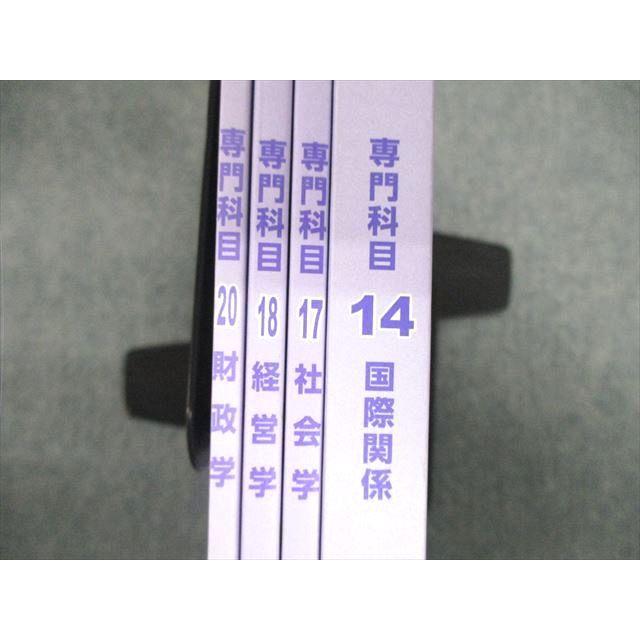 専門科目 20 財政学
専門科目 18 経営学
専門科目 17 社会学
専門科目 14 国際関係